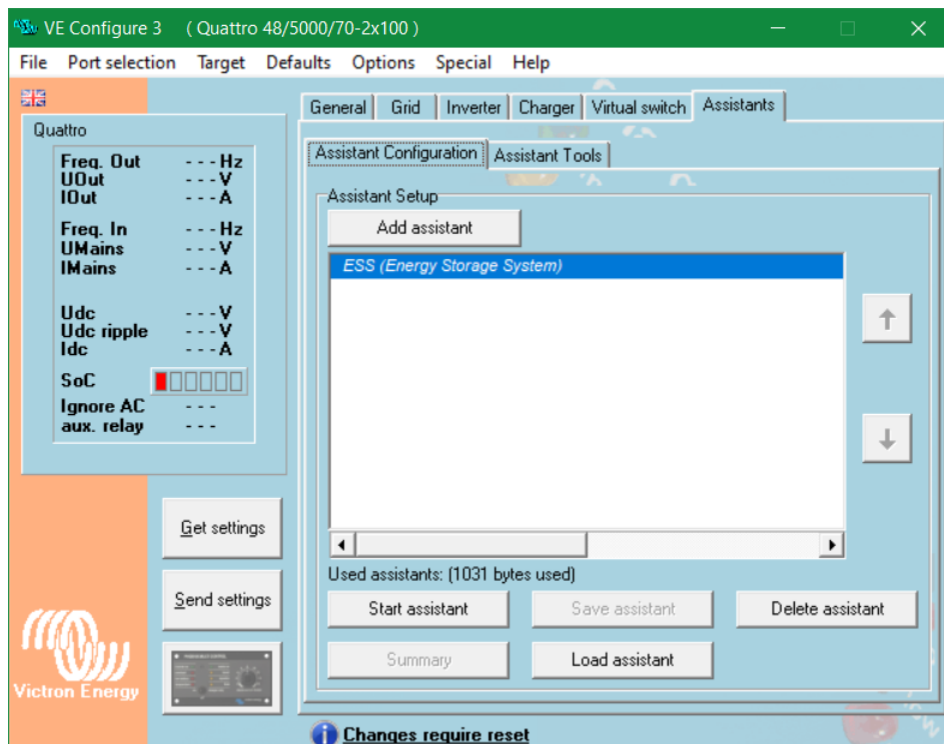 VE Configure 3 ( Quattro 48/5000/70-2x100 )
File Port selection Target Defaults Options Special Help
General Grid Inverter Charger Virtual switch Assistants
Quattro
Freq. Out - - - Hz
UOut - - - V
IOut - - - A
Freq. In - - - Hz
UMains - - - V
IMains - - - A
Udc - - - V
Udc ripple - - - V
Idc - - - A
SoC
Ignore AC - - -
aux. relay - - -
Get settings
Send settings
Victron Energy
Assistant Configuration Assistant Tools
Assistant Setup
Add assistant
ESS (Energy Storage System)
Used assistants: (1031 bytes used)
Start assistant Save assistant Delete assistant
Summary Load assistant
Changes require reset